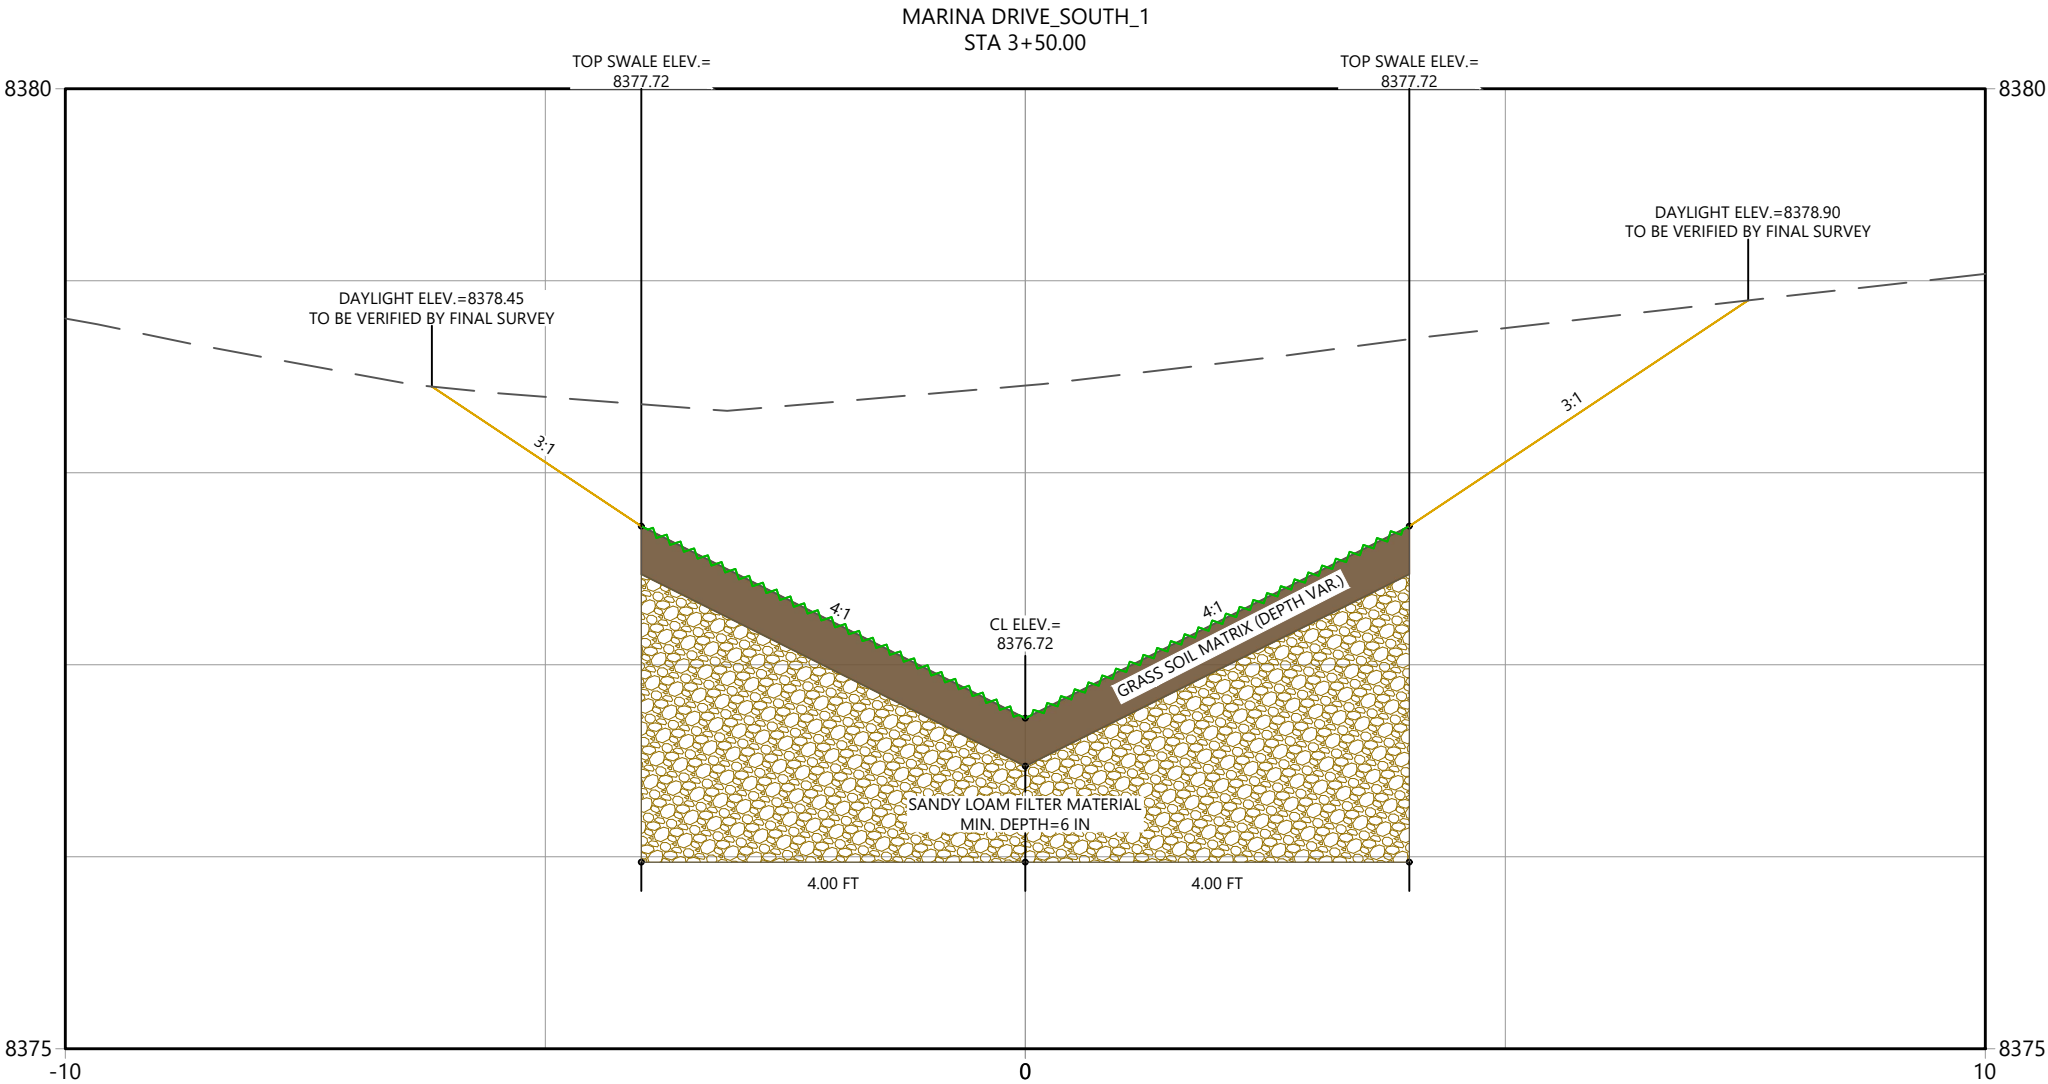 MARINA DRIVE_SOUTH_1
STA 3+50.00
TOP SWALE ELEV.=
8377.72
TOP SWALE ELEV.=
8377.72
8380
8380
DAYLIGHT ELEV.=8378.90
TO BE VERIFIED BY FINAL SURVEY
DAYLIGHT ELEV.=8378.45
TO BE VERIFIED BY FINAL SURVEY
3:1
3:1
4:1
4:1
GRASS SOIL MATRIX (DEPTH VAR.)
CL ELEV.=
8376.72
SANDY LOAM FILTER MATERIAL
MIN. DEPTH=6 IN
4.00 FT
4.00 FT
8375
8375
-10
0
10